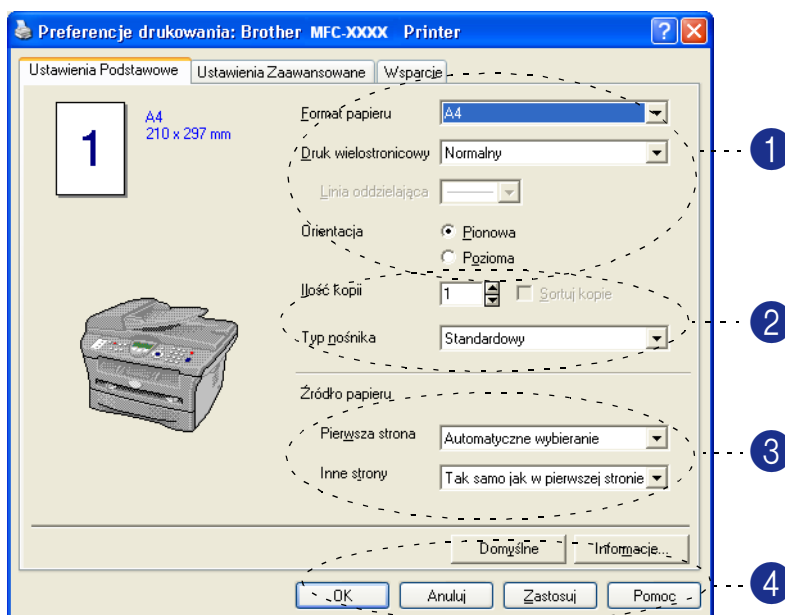 Preferencje drukowania: Brother MFC-XXXX Printer
Ustawienia Podstawowe
Ustawienia Zaawansowane
Wsparcie
1
A4
210 x 297 mm
Format papieru
A4
Druk wielostronicowy
Normalny
Linia oddzielająca
Orientacja
Pionowa
Pozioma
1
Ilość Kopii
1
Sortuj kopie
Typ nośnika
Standardowy
2
Źródło papieru
Pierwsza strona
Automatyczne wybieranie
Inne strony
Tak samo jak w pierwszej stronie
3
Domyślne
Informacje...
OK
Anuluj
Zastosuj
Pomoc
4